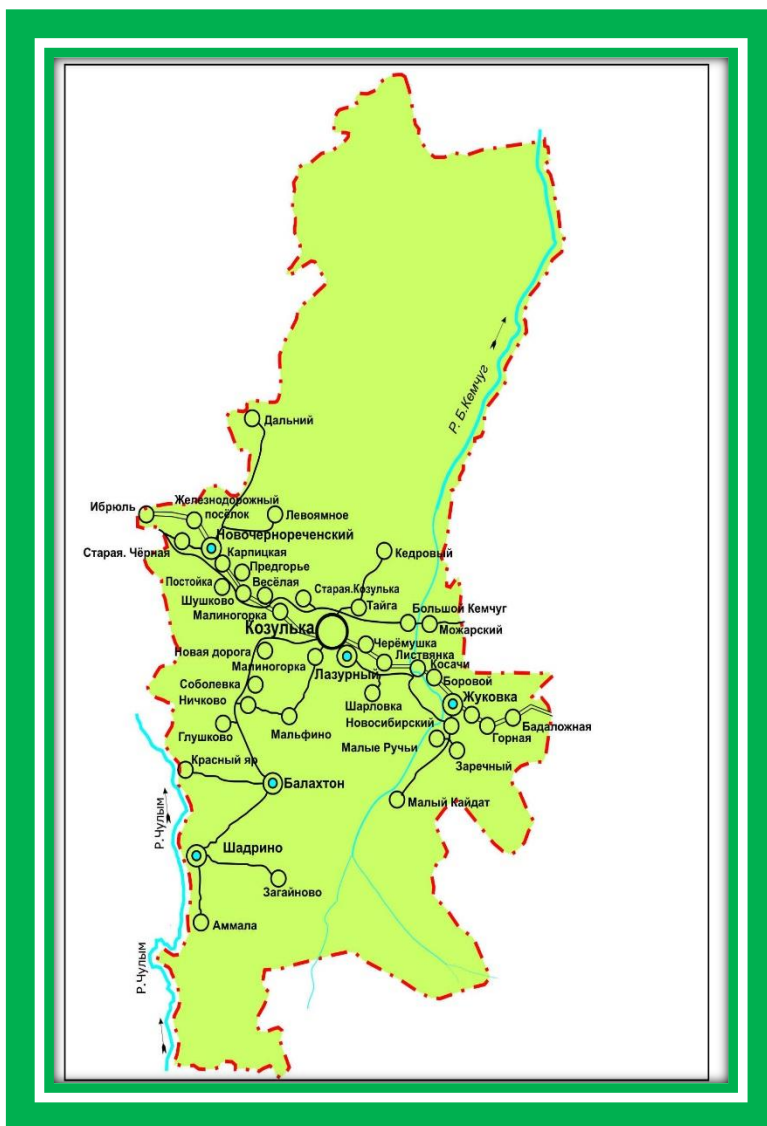 Р. Б.Кемчуг
Дальний
Железнодорожный
посёлок
Ибрюль
Левоямное
Новочернореченский
Старая. Чёрная
Карпицкая
Кедровый
Предгорье
Постойка
Весёлая
Старая.Козулька
Шушково
Тайга
Большой Кемчуг
Малиногорка
Можарский
Козулька
Черёмушка
Новая дорога
Листвянка
Малиногорка
Косачи
Лазурный
Боровой
Соболевка
Жуковка
Ничково
Шарловка
Новосибирский
Бадаложная
Мальфино
Горная
Глушково
Малые Ручьи
Красный яр
Заречный
Балахтон
Малый Кайдат
Р.Чулым
Шадрино
Загайново
Аммала
Р.Чулым